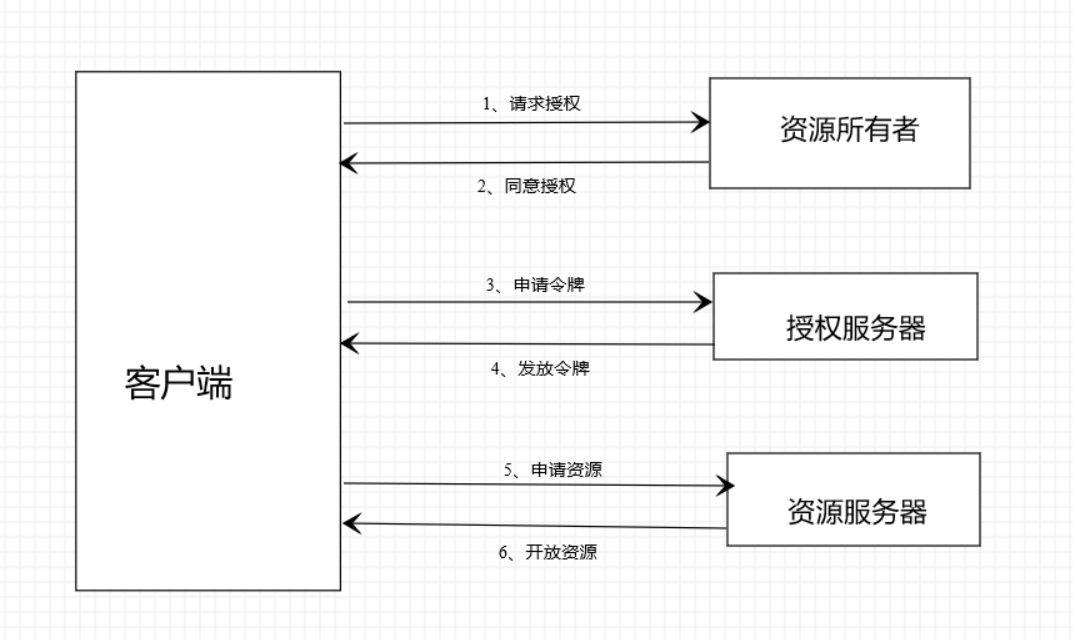 1、请求授权
资源所有者
2、同意授权
3、申请令牌
授权服务器
4、发放令牌
客户端
5、申请资源
资源服务器
6、开放资源